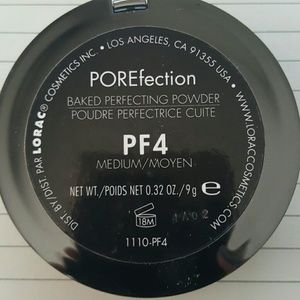 DIST. BY/DIST. PAR LORAC® COSMETICS INC. • LOS ANGELES, CA 91355 USA •
WWW.LORACCOSMETICS.COM
POREfection
BAKED PERFECTING POWDER
POUDRE PERFECTRICE CUITE
PF4
MEDIUM/MOYEN
NET WT./POIDS NET 0.32 OZ./9g e
18M
1110-PF4